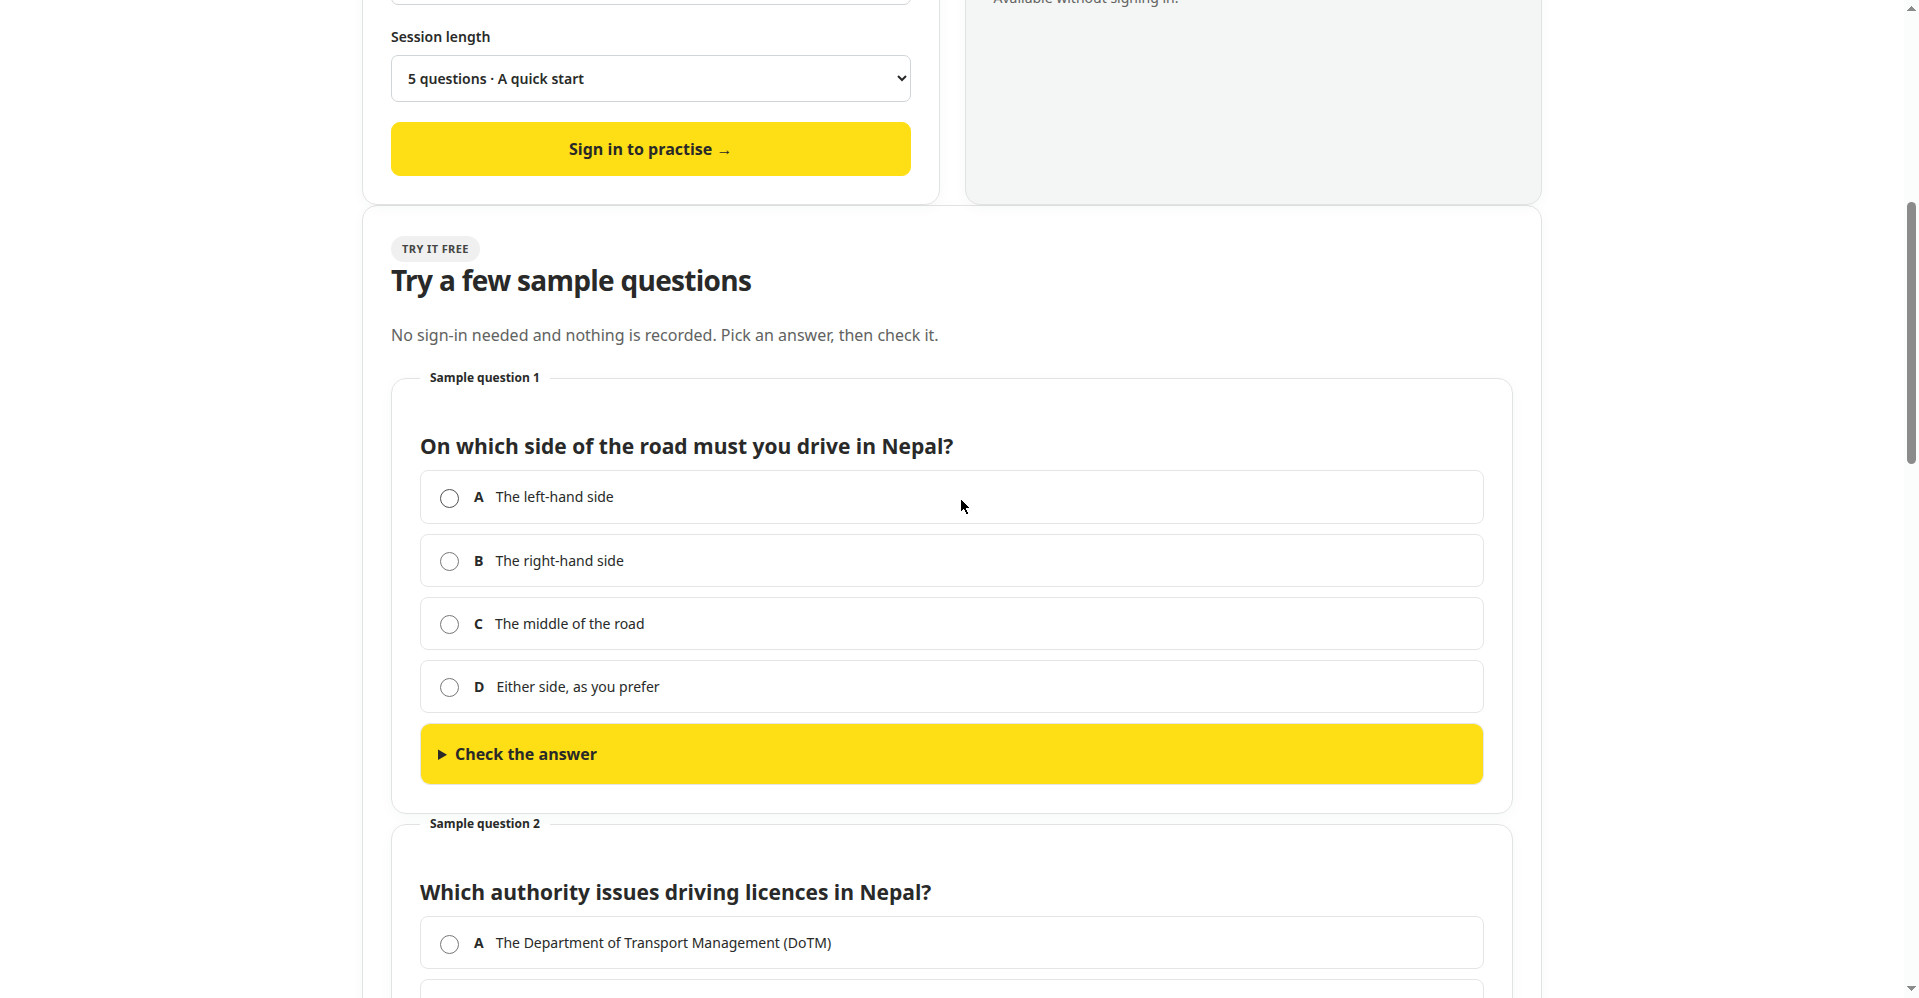 Available without signing in.
Session length
5 questions · A quick start
Sign in to practise →
TRY IT FREE
Try a few sample questions
No sign-in needed and nothing is recorded. Pick an answer, then check it.
Sample question 1
On which side of the road must you drive in Nepal?
A The left-hand side
B The right-hand side
C The middle of the road
D Either side, as you prefer
▶ Check the answer
Sample question 2
Which authority issues driving licences in Nepal?
A The Department of Transport Management (DoTM)